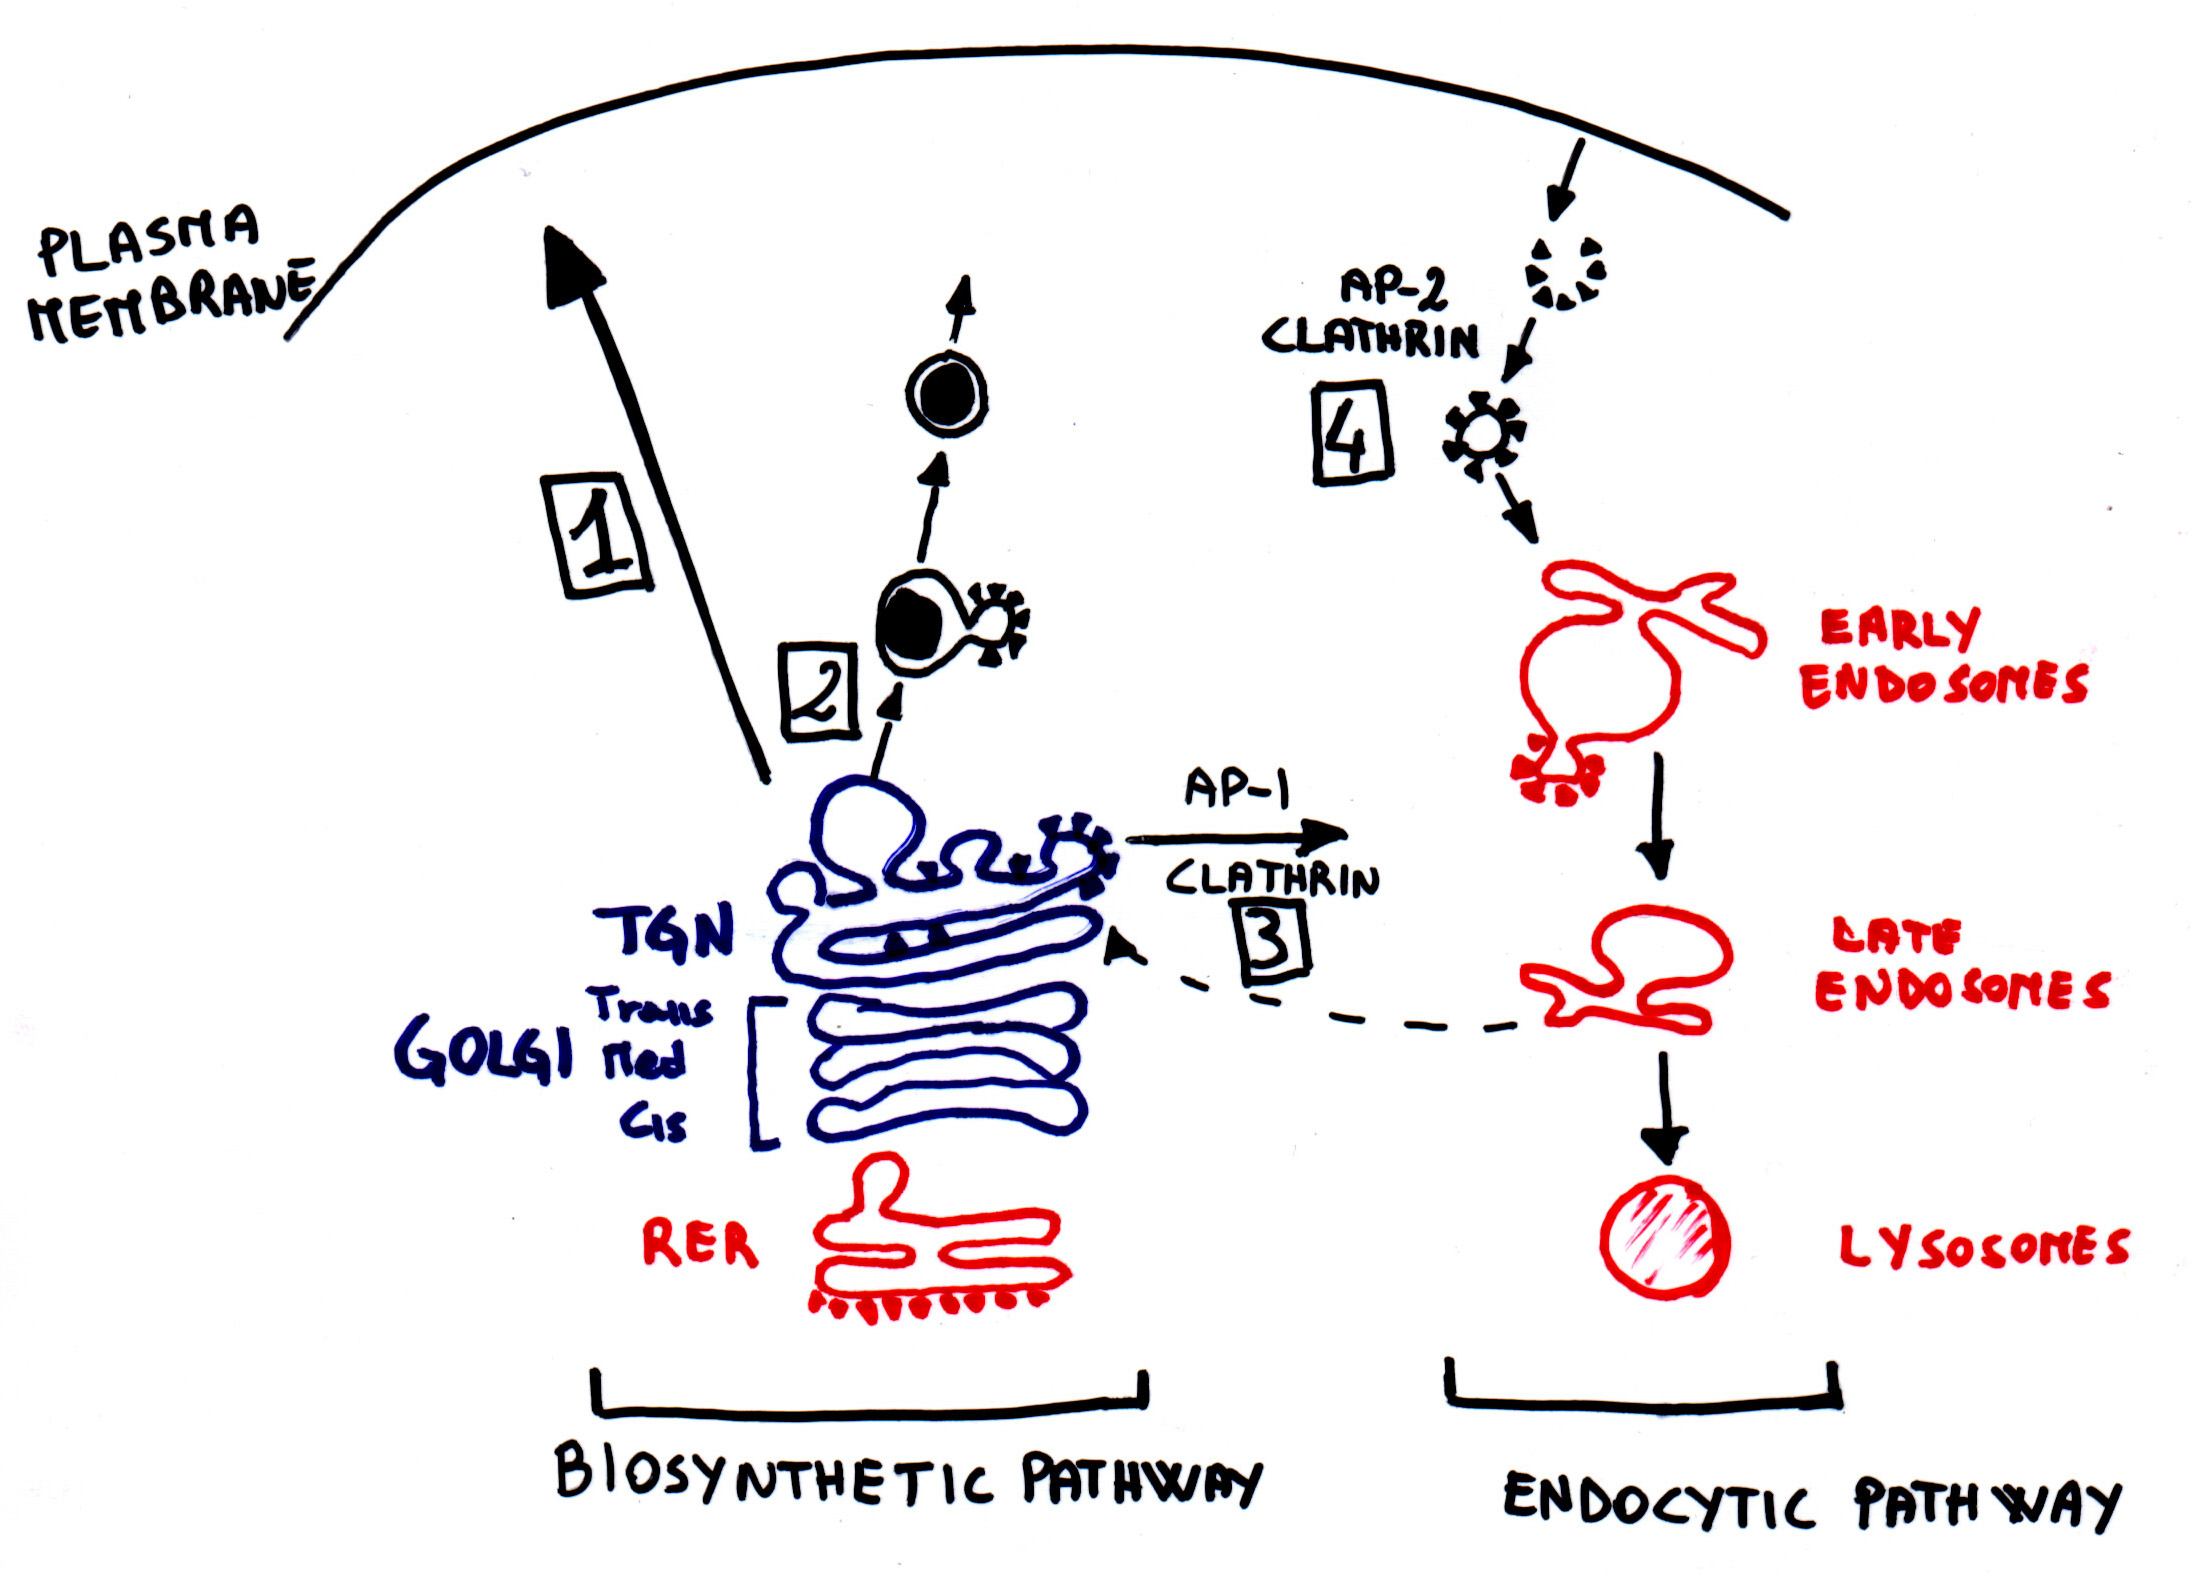 PLASMA
MEMBRANE
1
2
AP-2
CLATHRIN
4
EARLY
ENDOSOMES
AP-1
CLATHRIN
3
TGN
GOLGI
Trans
Med
Cis
LATE
ENDOSOMES
RER
LYSOSOMES
BIOSYNTHETIC PATHWAY
ENDOCYTIC PATHWAY